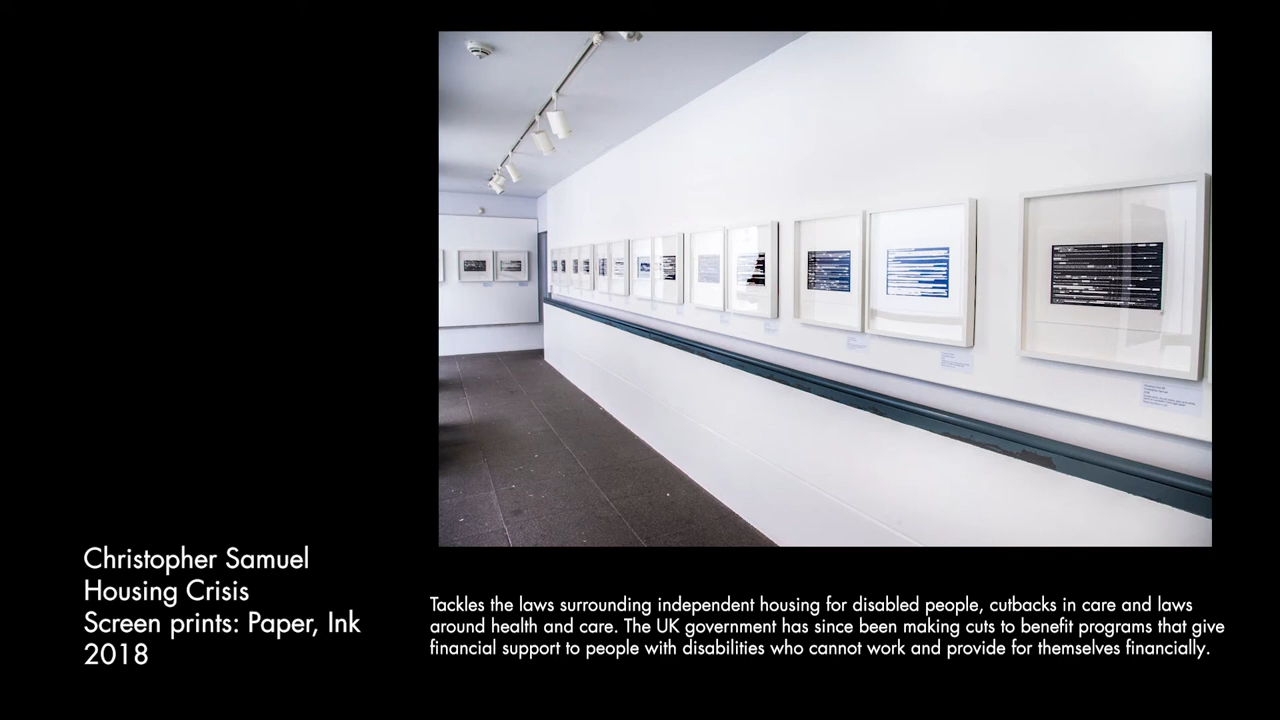 Christopher Samuel
Housing Crisis
Screen prints: Paper, Ink
2018
Tackles the laws surrounding independent housing for disabled people, cutbacks in care and laws
around health and care. The UK government has since been making cuts to benefit programs that give
financial support to people with disabilities who cannot work and provide for themselves financially.